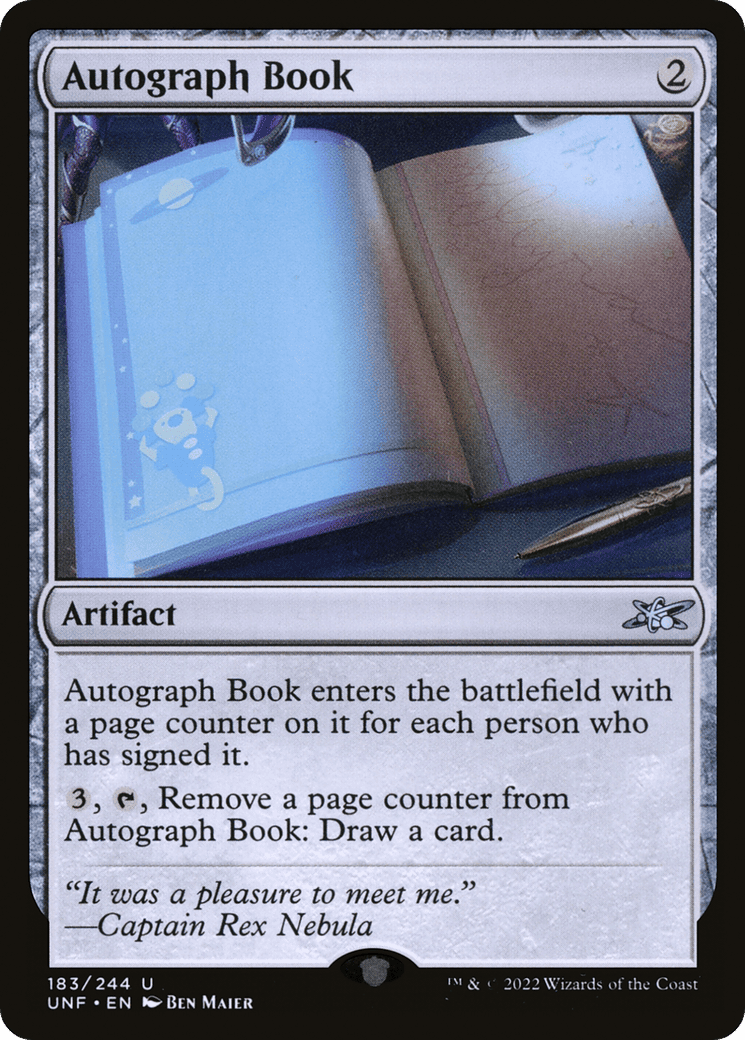 Autograph Book 2
Artifact
Autograph Book enters the battlefield with
a page counter on it for each person who
has signed it.
3, , Remove a page counter from
Autograph Book: Draw a card.
“It was a pleasure to meet me.”
—Captain Rex Nebula
183/244 U
UNF • EN Ben Maier
™ & © 2022 Wizards of the Coast